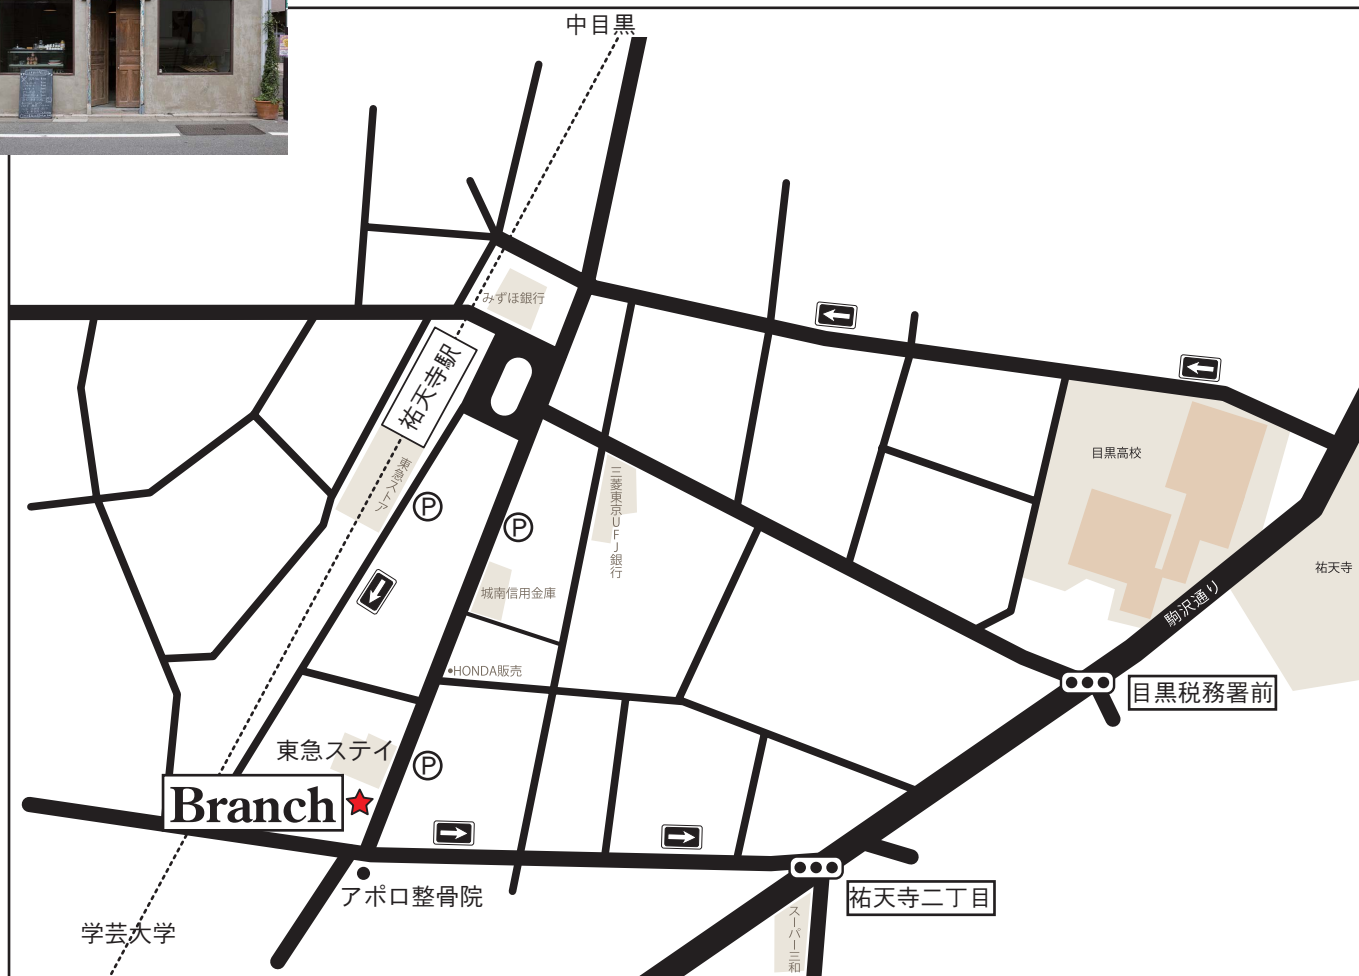 中目黒
みずほ銀行
祐天寺駅
東急ストア
P
P
三菱東京UFJ銀行
目黒高校
祐天寺
駒沢通り
城南信用金庫
HONDA販売
目黒税務署前
東急ステイ
P
Branch
アポロ整骨院
祐天寺二丁目
スーパー三和
学芸大学